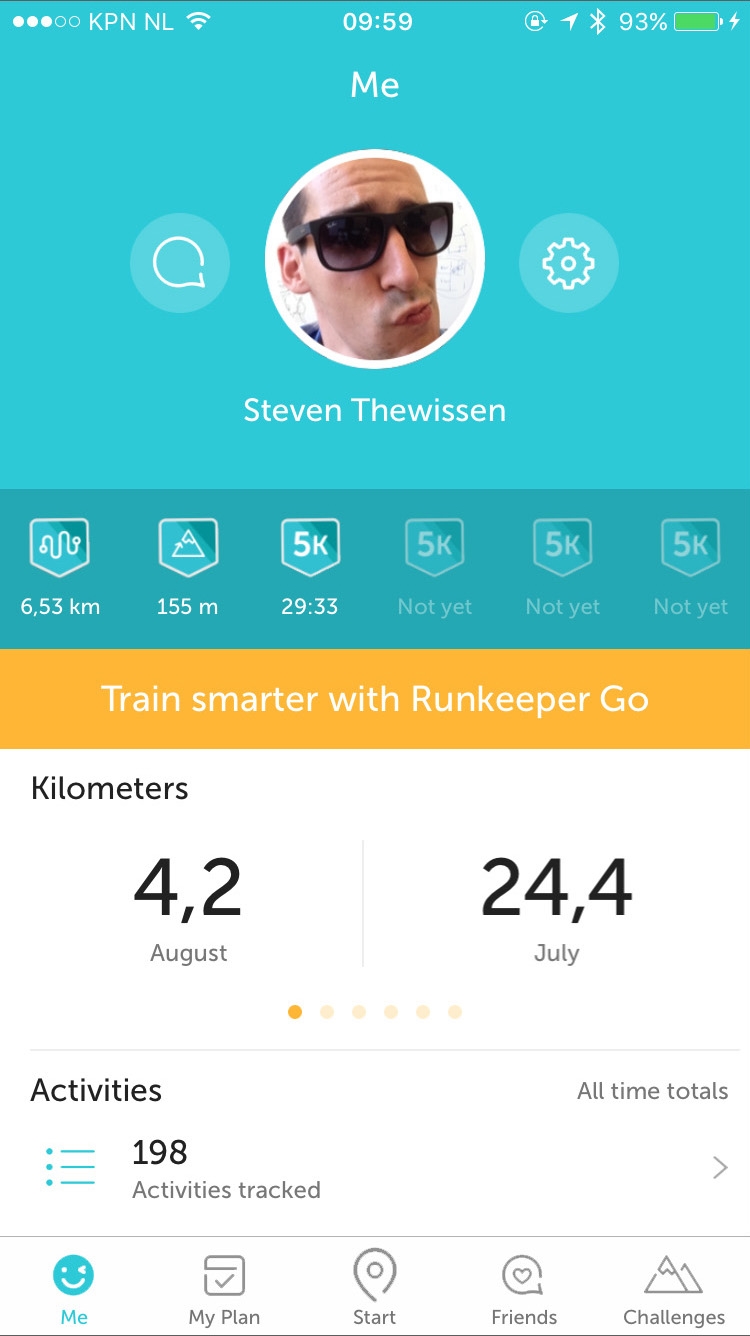 KPN NL 09:59 93%
Me
Steven Thewissen
5K 5K 5K 5K
6,53 km 155 m 29:33 Not yet Not yet Not yet
Train smarter with Runkeeper Go
Kilometers
4,2 24,4
August July
Activities All time totals
198
Activities tracked
Me My Plan Start Friends Challenges